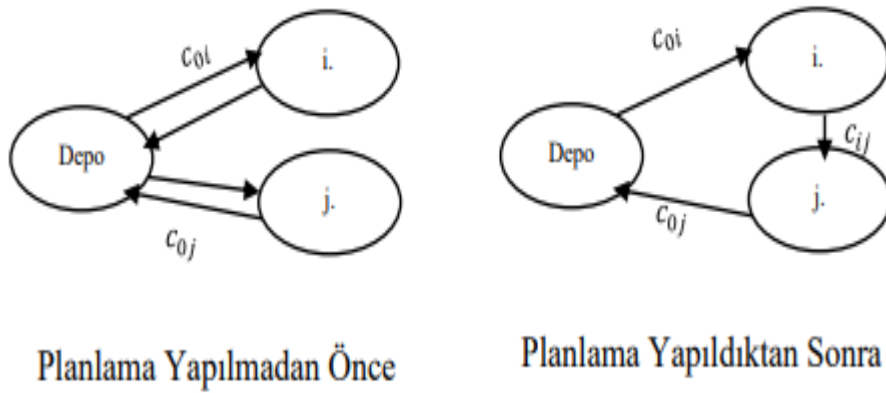 c₀ᵢ
i.
Depo
j.
c₀ⱼ
Planlama Yapılmadan Önce
c₀ᵢ
i.
Depo
cᵢⱼ
j.
c₀ⱼ
Planlama Yapıldıktan Sonra